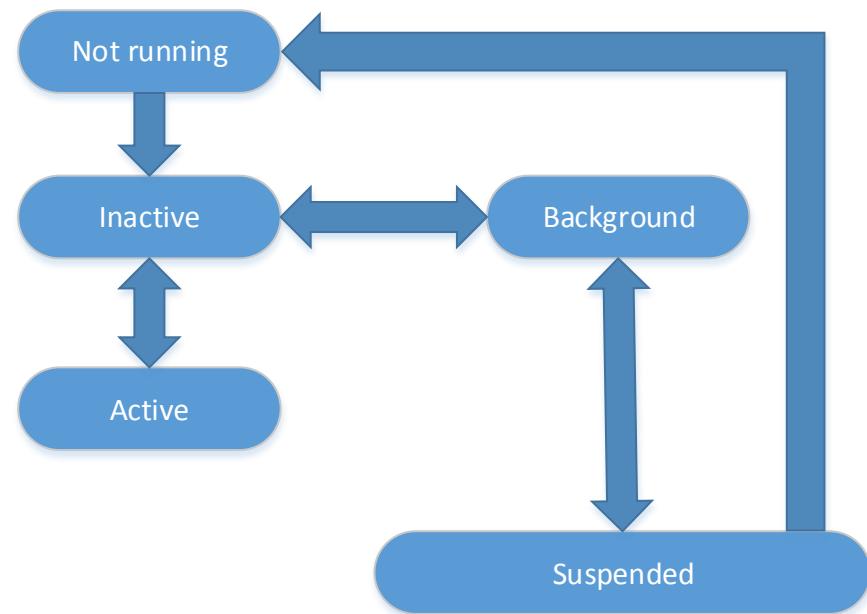 Not running
Inactive
Background
Active
Suspended